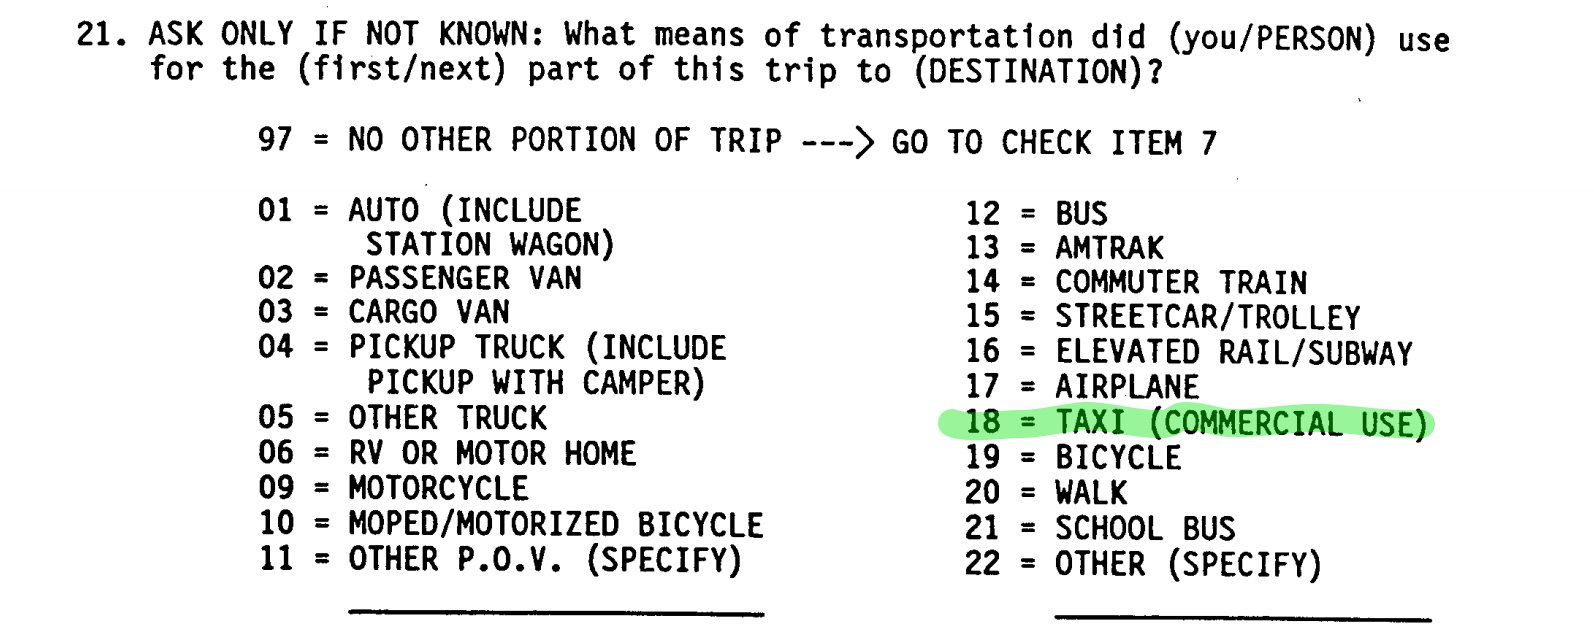 21. ASK ONLY IF NOT KNOWN: What means of transportation did (you/PERSON) use
for the (first/next) part of this trip to (DESTINATION)?
97 = NO OTHER PORTION OF TRIP ---> GO TO CHECK ITEM 7
01 = AUTO (INCLUDE
STATION WAGON)
02 = PASSENGER VAN
03 = CARGO VAN
04 = PICKUP TRUCK (INCLUDE
PICKUP WITH CAMPER)
05 = OTHER TRUCK
06 = RV OR MOTOR HOME
09 = MOTORCYCLE
10 = MOPED/MOTORIZED BICYCLE
11 = OTHER P.O.V. (SPECIFY)
12 = BUS
13 = AMTRAK
14 = COMMUTER TRAIN
15 = STREETCAR/TROLLEY
16 = ELEVATED RAIL/SUBWAY
17 = AIRPLANE
18 = TAXI (COMMERCIAL USE)
19 = BICYCLE
20 = WALK
21 = SCHOOL BUS
22 = OTHER (SPECIFY)